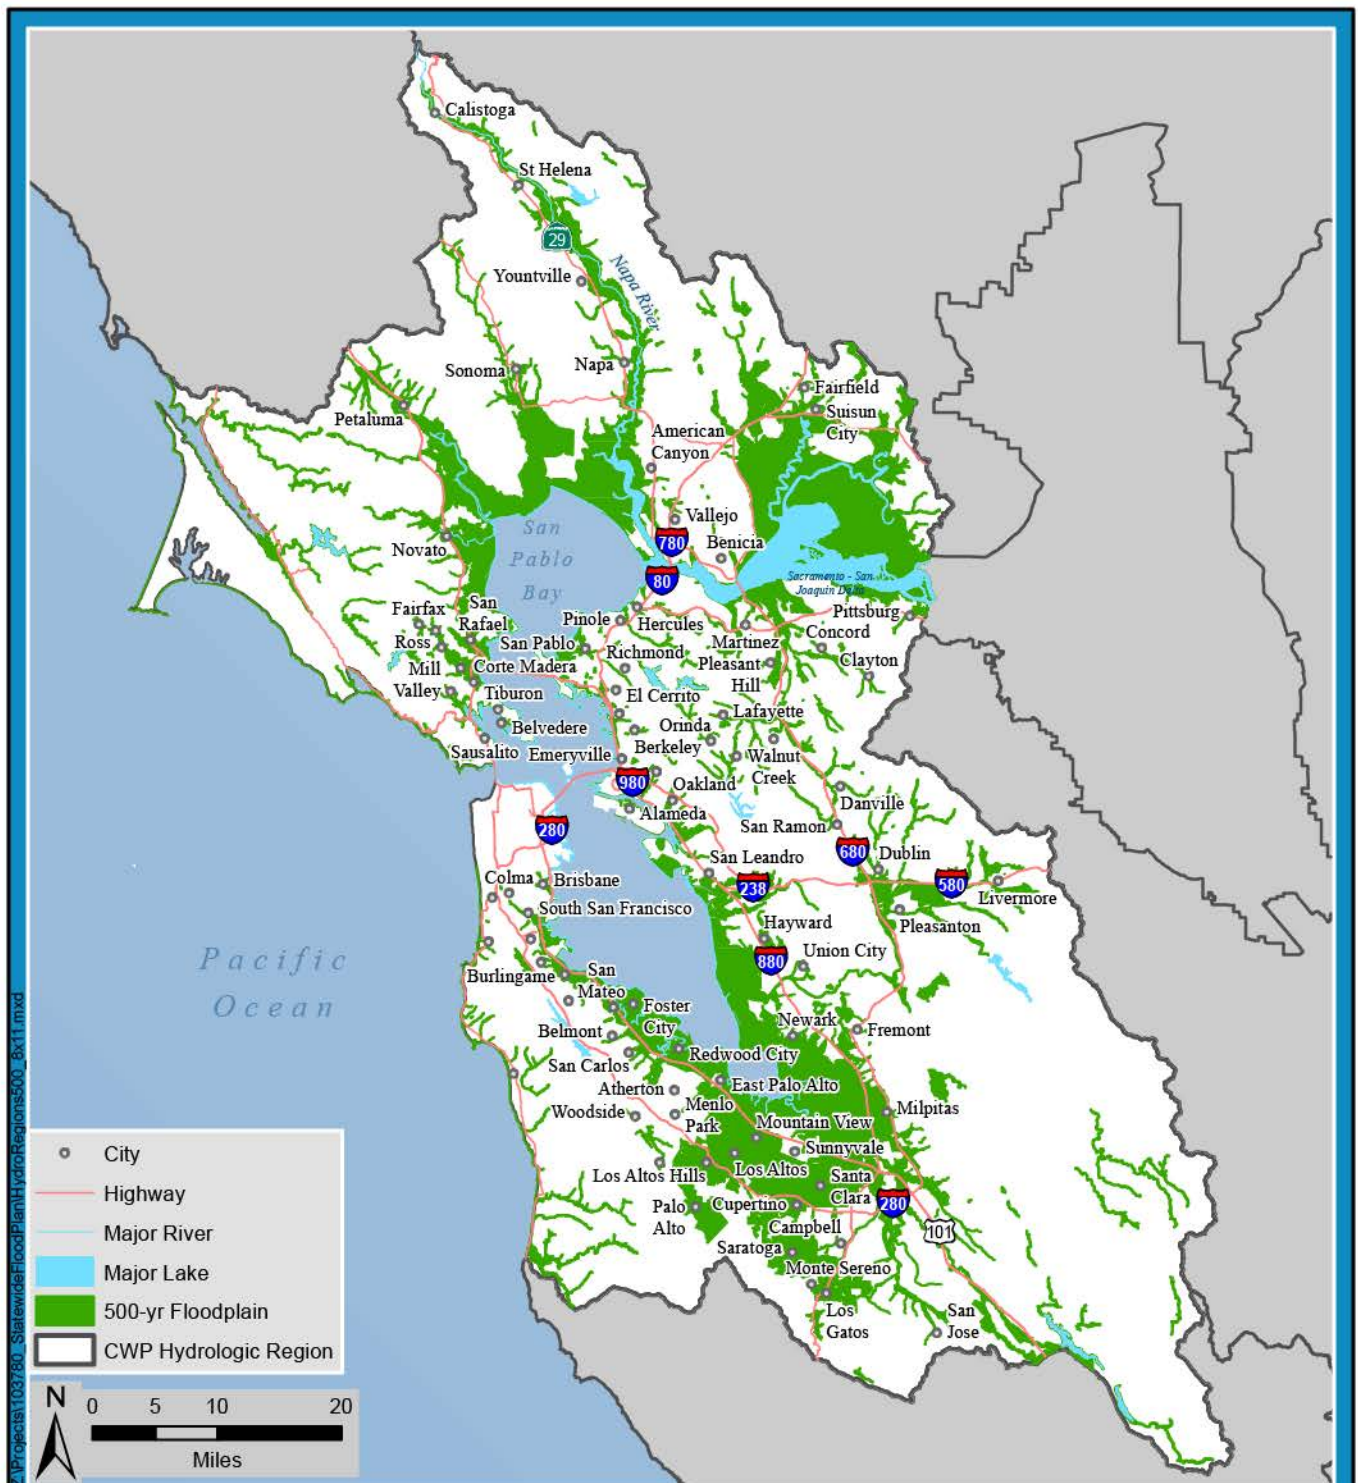 Calistoga
St Helena
29
Yountville
Napa River
Sonoma
Napa
Fairfield
Petaluma
Suisun
City
American
Canyon
San
Pablo
Bay
Vallejo
780
Benicia
Novato
80
Sacramento - San
Joaquin Delta
Fairfax
San
Rafael
Pinole
Hercules
Pittsburg
Ross
San Pablo
Richmond
Martinez
Concord
Mill
Valley
Corte Madera
Pleasant
Hill
Clayton
Tiburon
El Cerrito
Lafayette
Belvedere
Orinda
Sausalito
Emeryville
Berkeley
Walnut
Creek
980
Oakland
Danville
Alameda
280
San Ramon
680
Dublin
San Leandro
238
580
Livermore
Colma
Brisbane
South San Francisco
Hayward
Pleasanton
880
Union City
Pacific
Ocean
Burlingame
San
Mateo
Foster
City
Newark
Fremont
Belmont
Redwood City
San Carlos
Atherton
East Palo Alto
Woodside
Menlo
Park
Mountain View
Milpitas
Sunnyvale
Los Altos Hills
Los Altos
Santa
Clara
280
Palo
Alto
Cupertino
Campbell
101
Saratoga
Monte Sereno
Los
Gatos
San
Jose
City
Highway
Major River
Major Lake
500-yr Floodplain
CWP Hydrologic Region
N
0 5 10 20
Miles
Z:\Projects\103780_StatewideFloodPlan\HydroRegions500_8x11.mxd